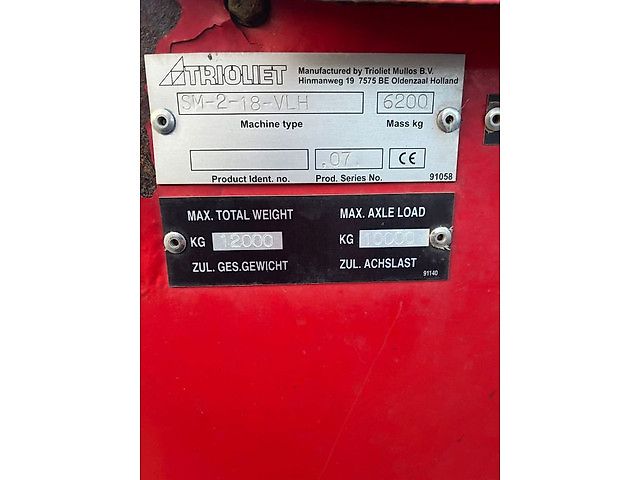 TRIOLIET
Manufactured by Trioliet Mullos B.V.
Hinmanweg 19 7575 BE Oldenzaal Holland
SM-2-18-VLH 6200
Machine type Mass kg
.07. CE
Product Ident. no. Prod. Series No. 91058
MAX. TOTAL WEIGHT MAX. AXLE LOAD
KG 12000 KG 10000
ZUL. GES.GEWICHT ZUL. ACHSLAST
91140